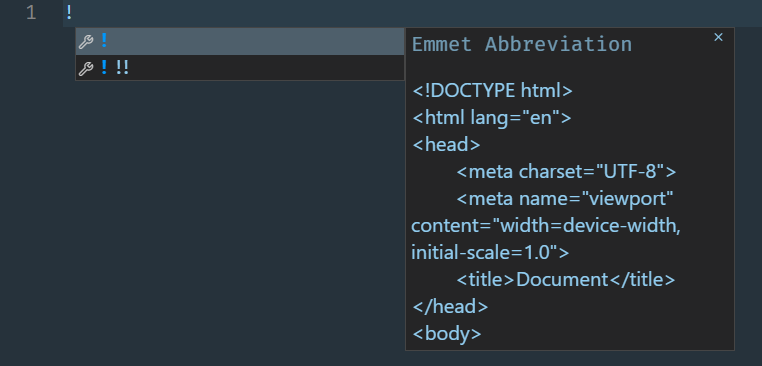 1 !
!
! !!
Emmet Abbreviation ×
<!DOCTYPE html>
<html lang="en">
<head>
<meta charset="UTF-8">
<meta name="viewport"
content="width=device-width,
initial-scale=1.0">
<title>Document</title>
</head>
<body>